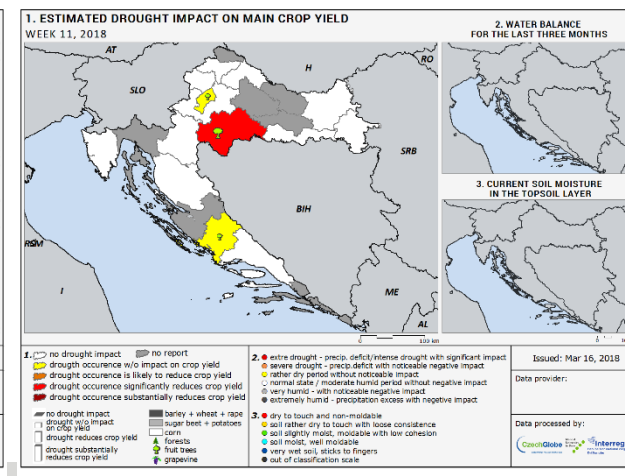 1. ESTIMATED DROUGHT IMPACT ON MAIN CROP YIELD
WEEK 11, 2018
AT
H
RO
SLO
SRB
BIH
RSM
I
ME
AL
0 100 km
2. WATER BALANCE
FOR THE LAST THREE MONTHS
3. CURRENT SOIL MOISTURE
IN THE TOPSOIL LAYER
1. no drought impact no report
drough occurence w/o impact on crop yield
drough occurence is likely to reduce crop yield
drought occurence significantly reduces crop yield
drought occurence substantially reduces crop yield
no drought impact
drought w/o impact
on crop yield
drought reduces crop yield
drought substantially
reduces crop yield
barley + wheat + rape
sugar beet + potatoes
corn
forests
fruit trees
grapevine
2. extre drought - precip. deficit/intense drought with significant impact
severe drought - precip.deficit with noticeable negative impact
rather dry period without noticeable impact
normal state / moderate humid period without negative impact
very humid - with noticeable negative impact
extremely humid - precipitation excess with negative impact
3. dry to touch and non-moldable
soil rather dry to touch with loose consistence
soil slightly moist, moldable with low cohesion
soil moist, well moldable
very wet soil, sticks to fingers
out of classification scale
Issued: Mar 16, 2018
Data provider:
Data processed by:
CzechGlobe
Interreg